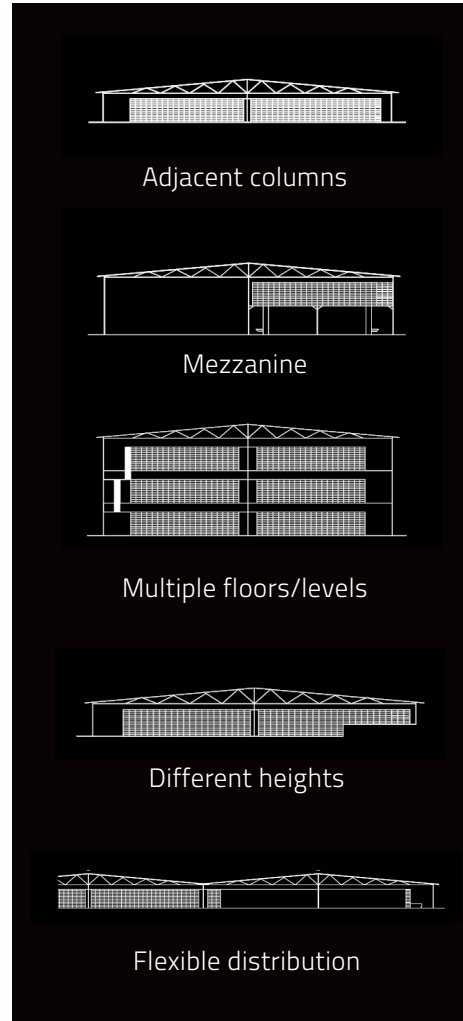 Adjacent columns
Mezzanine
Multiple floors/levels
Different heights
Flexible distribution